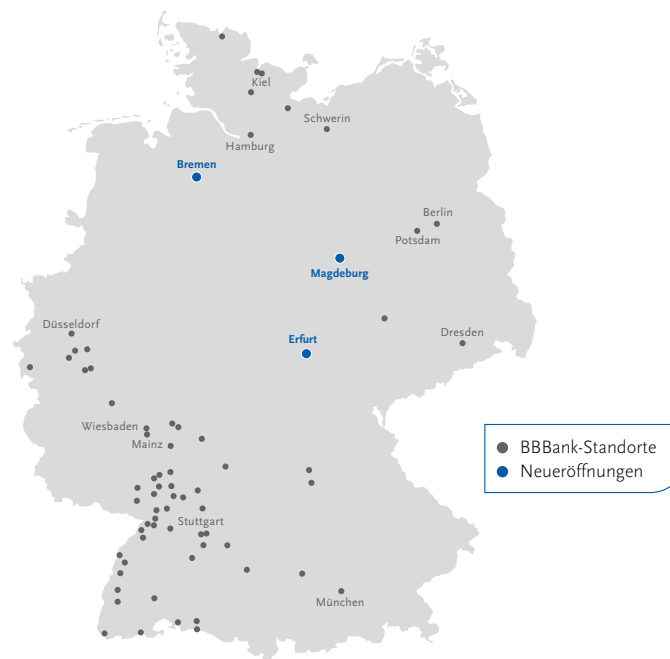 Kiel
Schwerin
Hamburg
Bremen
Berlin
Potsdam
Magdeburg
Düsseldorf
Erfurt
Dresden
Wiesbaden
Mainz
BBBank-Standorte
Neueröffnungen
Stuttgart
München